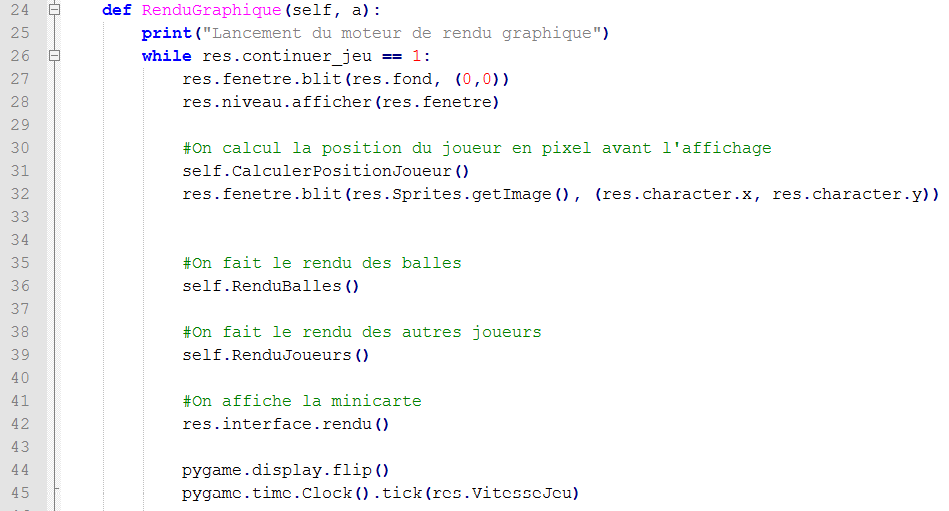 24 def RenduGraphique(self, a):
25 print("Lancement du moteur de rendu graphique")
26 while res.continuer_jeu == 1:
27 res.fenetre.blit(res.fond, (0,0))
28 res.niveau.afficher(res.fenetre)
29
30 #On calcul la position du joueur en pixel avant l'affichage
31 self.CalculerPositionJoueur()
32 res.fenetre.blit(res.Sprites.getImage(), (res.character.x, res.character.y))
33
34
35 #On fait le rendu des balles
36 self.RenduBalles()
37
38 #On fait le rendu des autres joueurs
39 self.RenduJoueurs()
40
41 #On affiche la minicarte
42 res.interface.rendu()
43
44 pygame.display.flip()
45 pygame.time.Clock().tick(res.VitesseJeu)